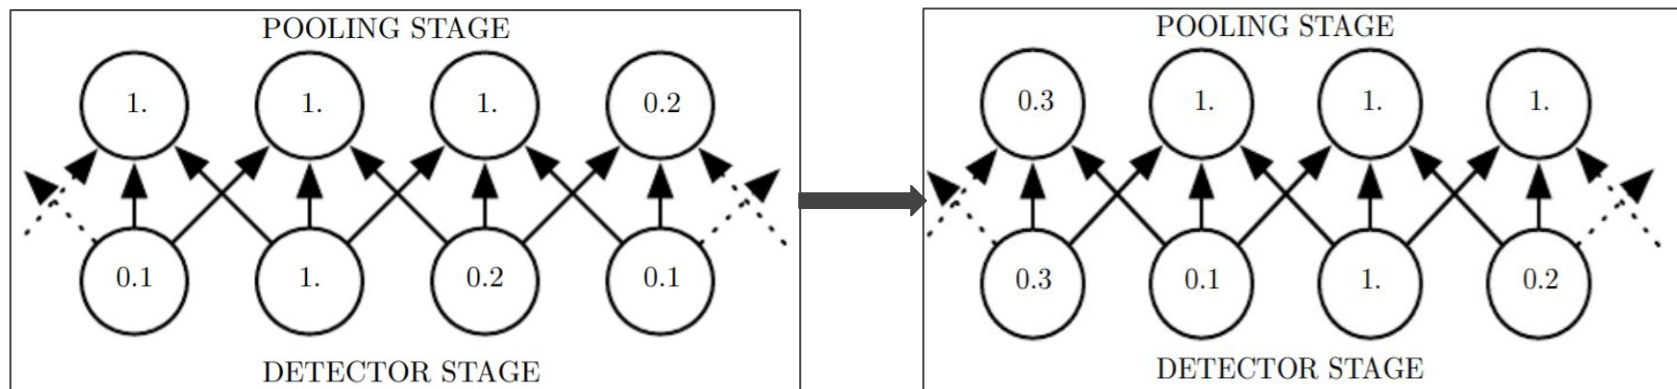 POOLING STAGE
1. 1. 1. 0.2
0.1 1. 0.2 0.1
DETECTOR STAGE
POOLING STAGE
0.3 1. 1. 1.
0.3 0.1 1. 0.2
DETECTOR STAGE